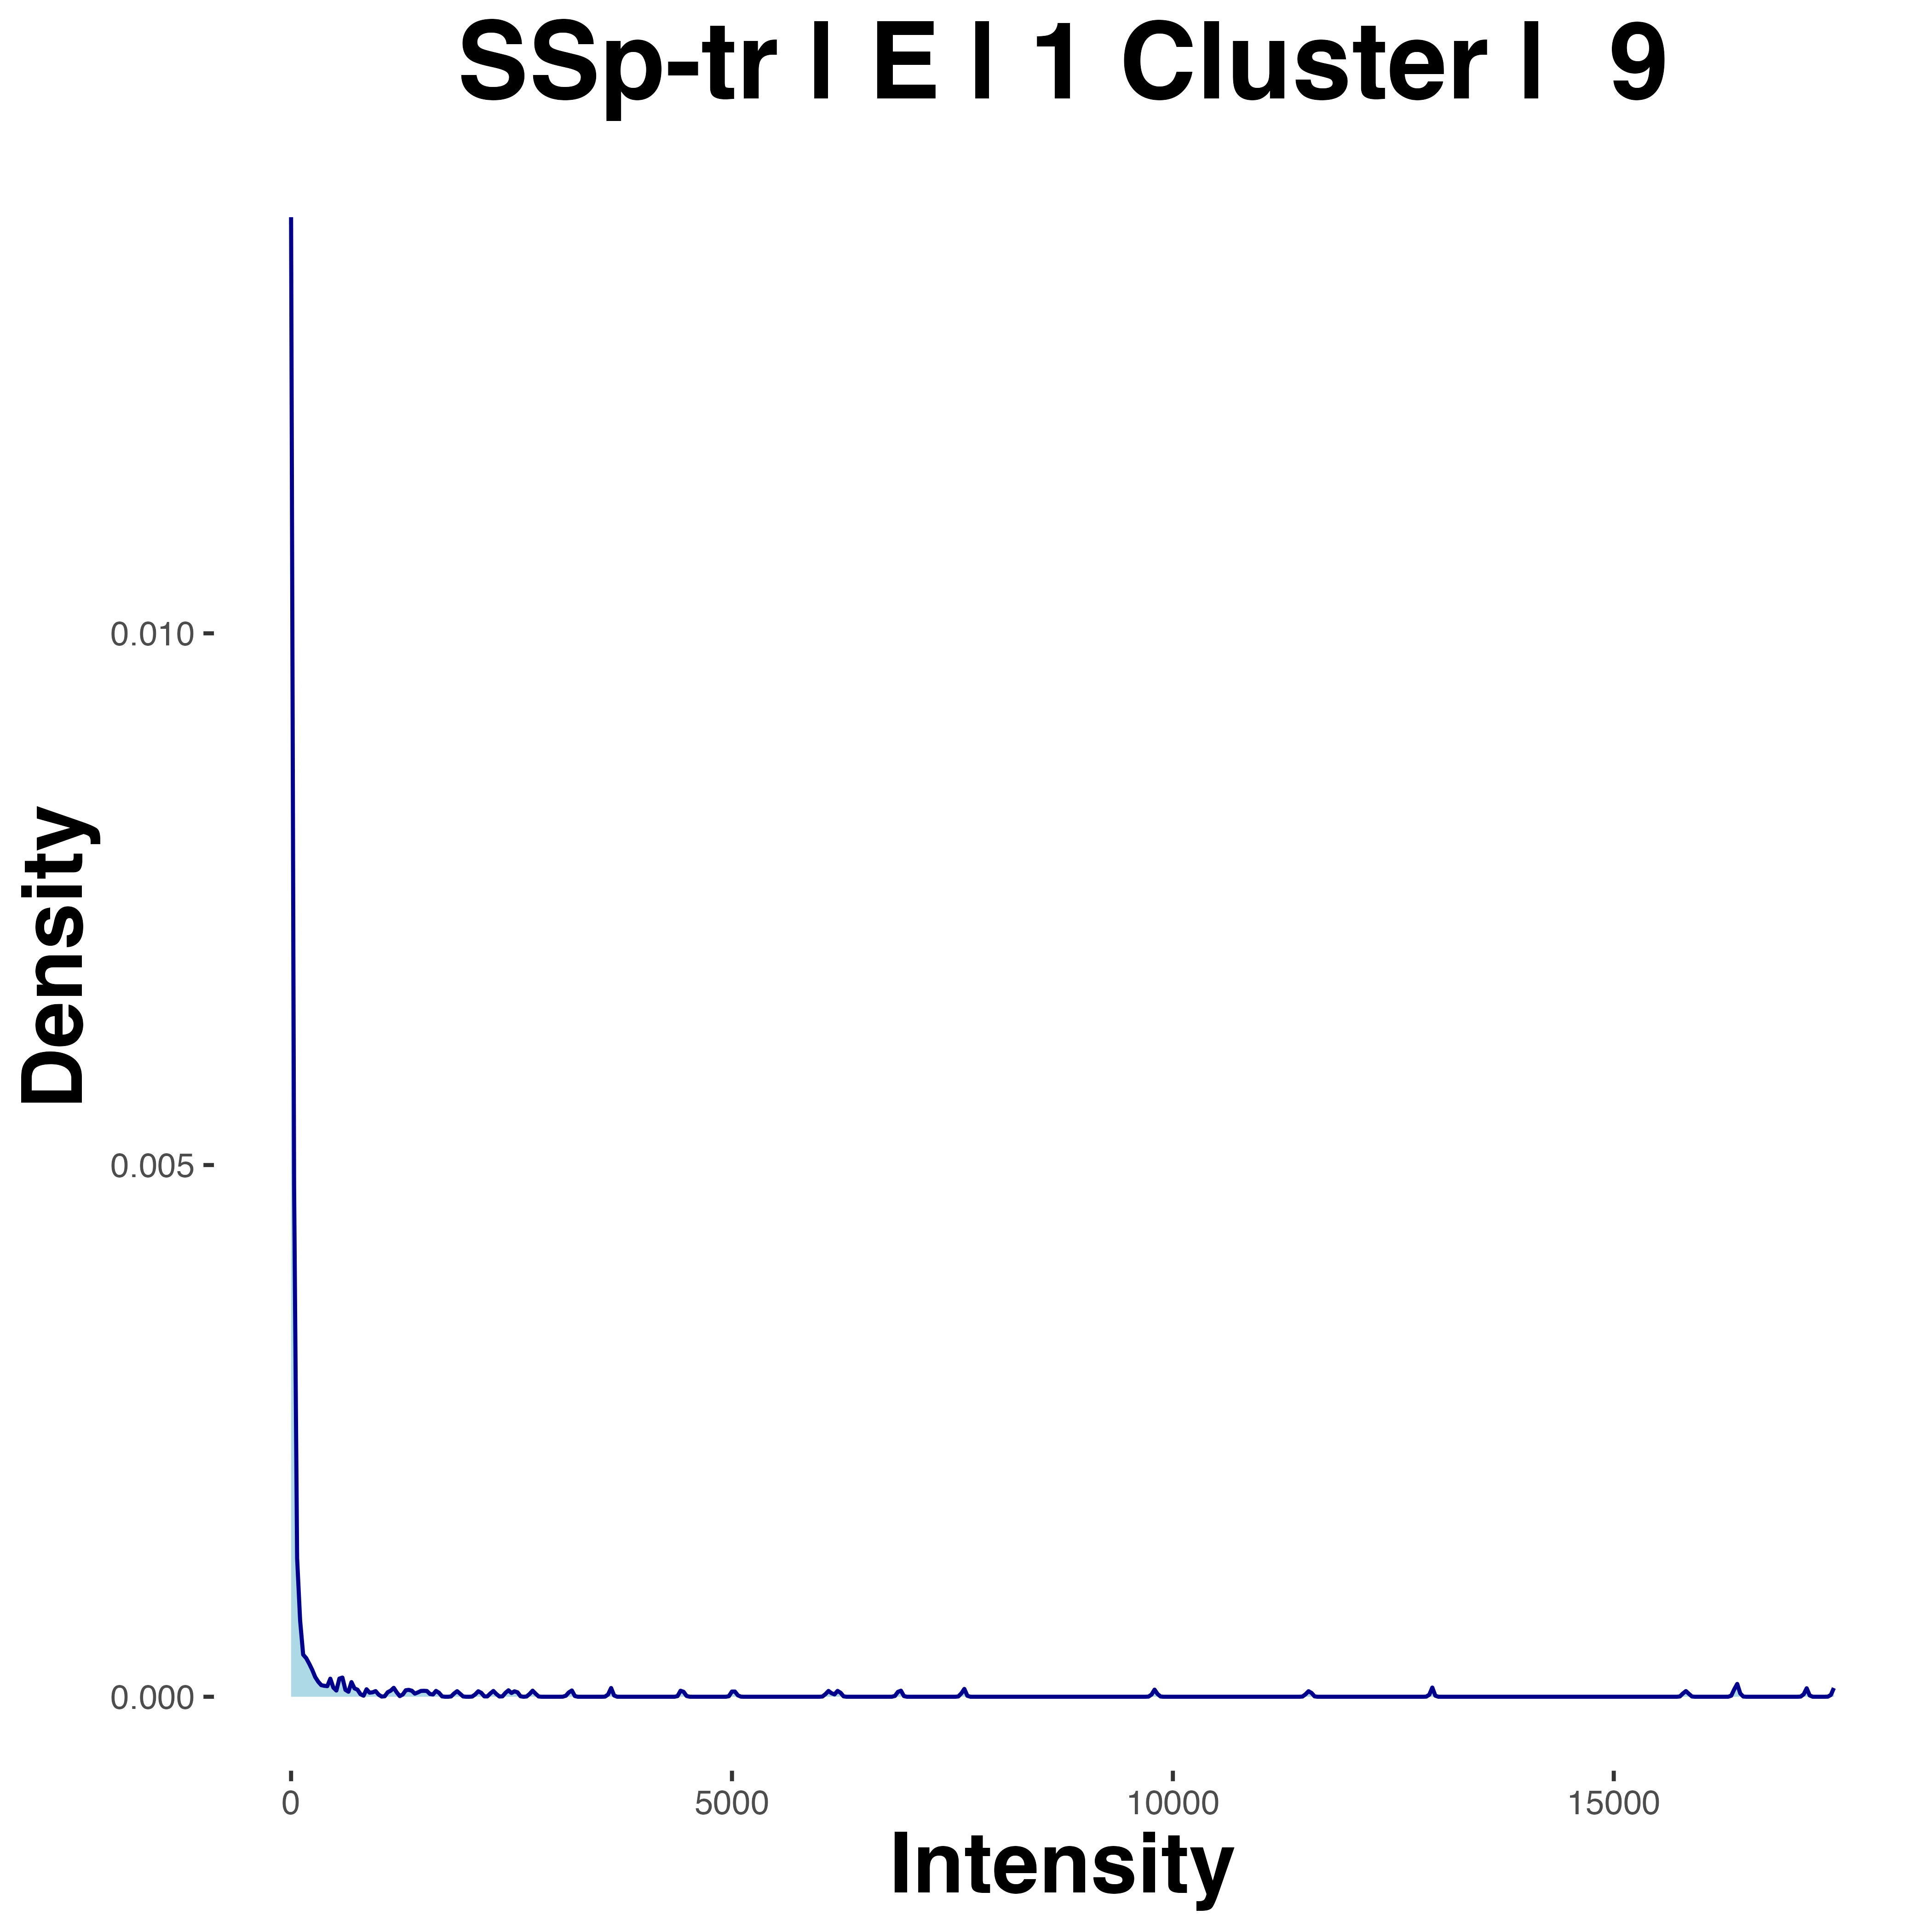 SSp-tr | E | 1 Cluster | 9
Density
0.010
0.005
0.000
0 5000 10000 15000
Intensity